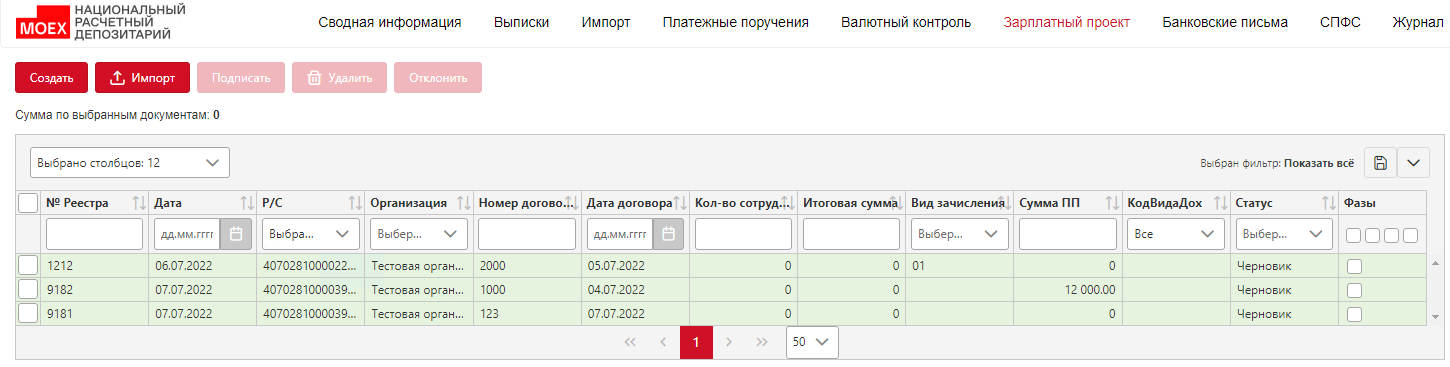 НАЦИОНАЛЬНЫЙ
РАСЧЕТНЫЙ
ДЕПОЗИТАРИЙ
MOEX
Сводная информация Выписки Импорт Платежные поручения Валютный контроль Зарплатный проект Банковские письма СПФС Журнал
Создать Импорт Подписать Удалить Отклонить
Сумма по выбранным документам: 0
Выбрано столбцов: 12 Выбран фильтр: Показать всё
№ Реестра Дата Р/С Организация Номер догово... Дата договора Кол-во сотруд... Итоговая сумма Вид зачисления Сумма ПП КодВидаДох Статус Фазы
дд.мм.гггг Выбра... Выбер... дд.мм.гггг Выбер... Все Выбер...
1212 06.07.2022 4070281000022... Тестовая орган... 2000 05.07.2022 0 0 01 0 Черновик
9182 07.07.2022 4070281000039... Тестовая орган... 1000 04.07.2022 0 0 12 000.00 Черновик
9181 07.07.2022 4070281000039... Тестовая орган... 123 07.07.2022 0 0 0 Черновик
1 50